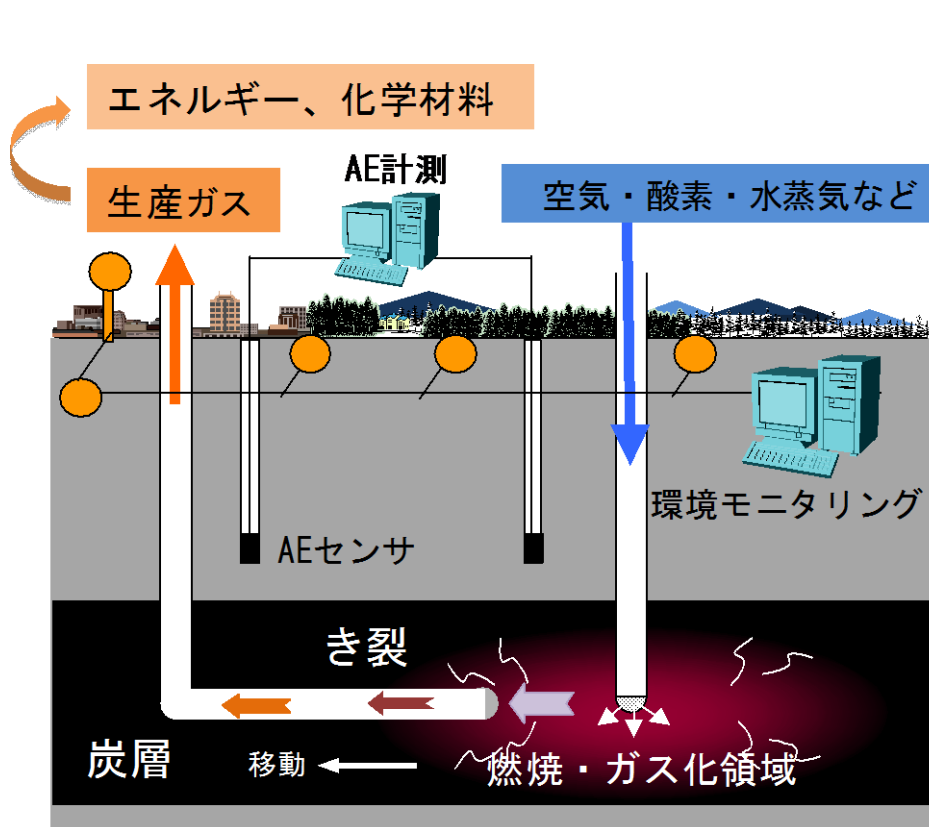 エネルギー、化学材料
AE計測
生産ガス
空気・酸素・水蒸気など
環境モニタリング
AEセンサ
き裂
炭層
移動
燃焼・ガス化領域